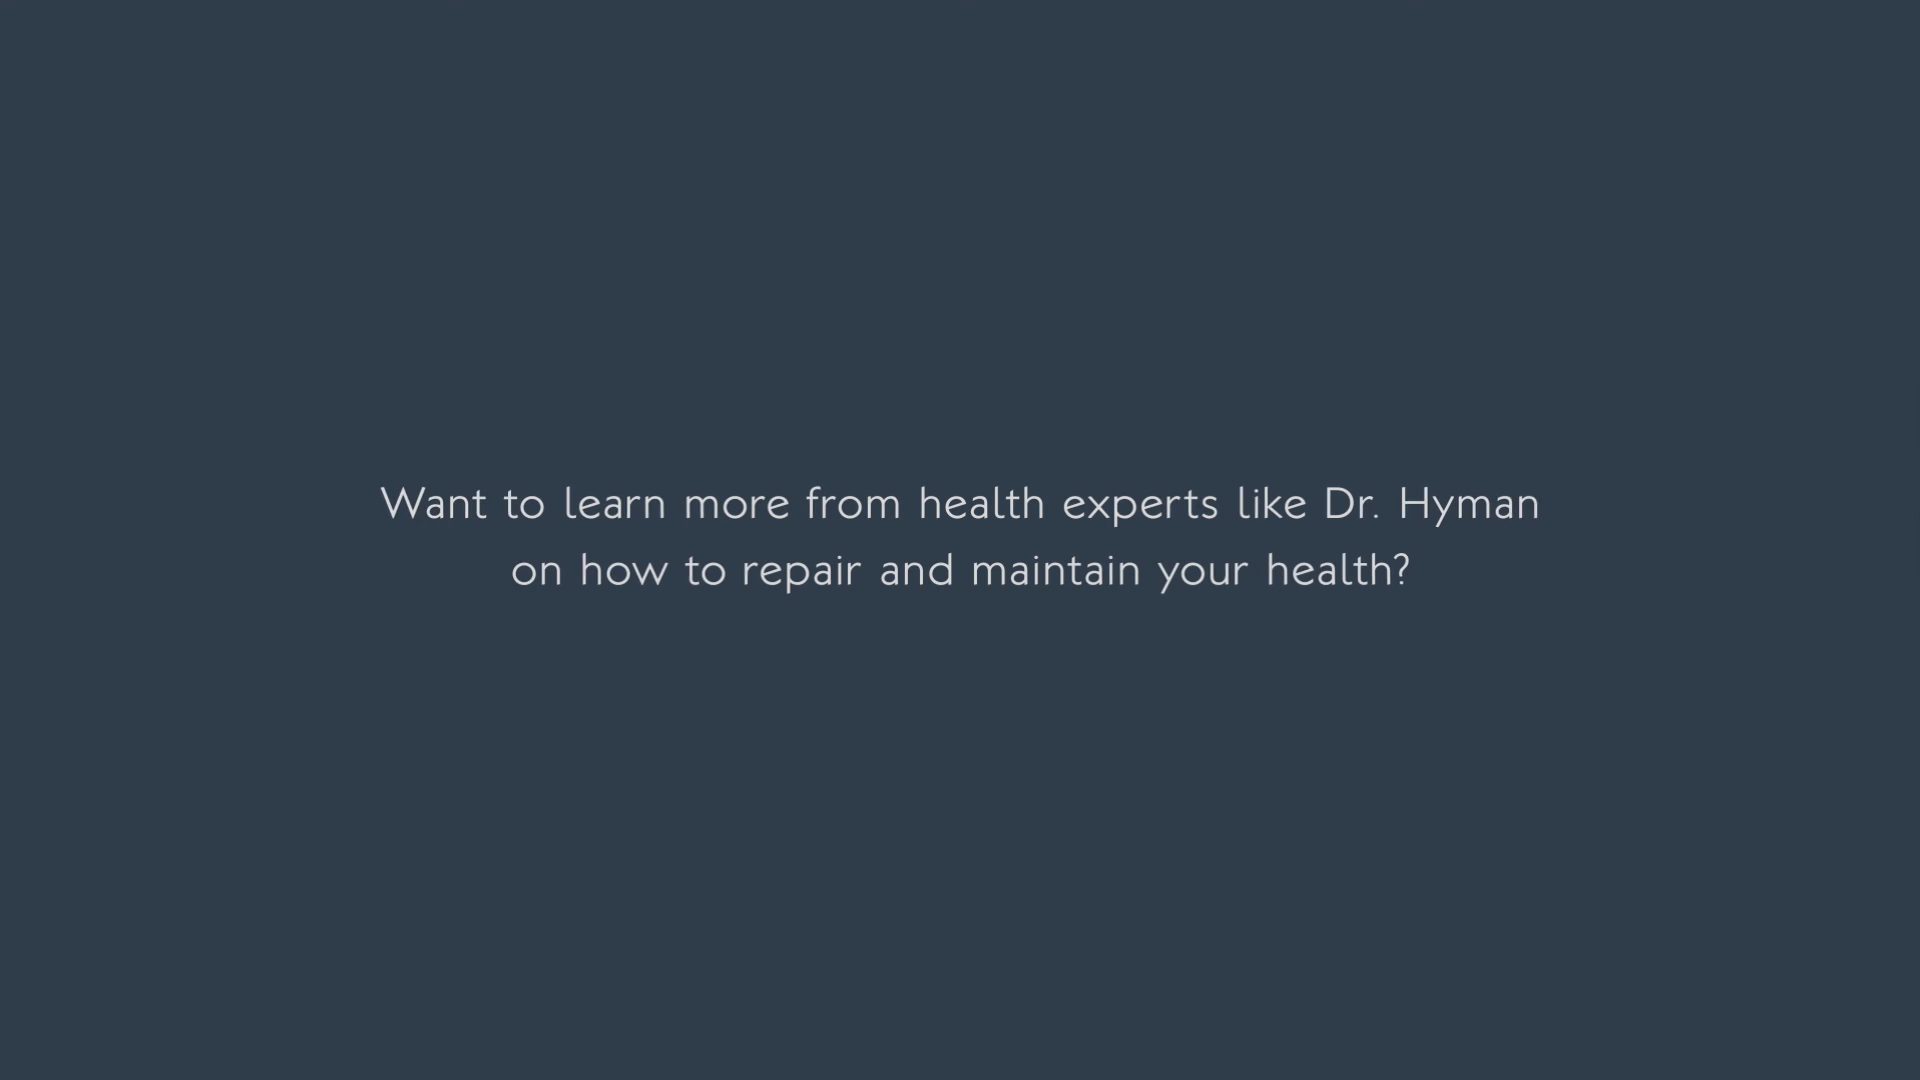 Want to learn more from health experts like Dr. Hyman
on how to repair and maintain your health?